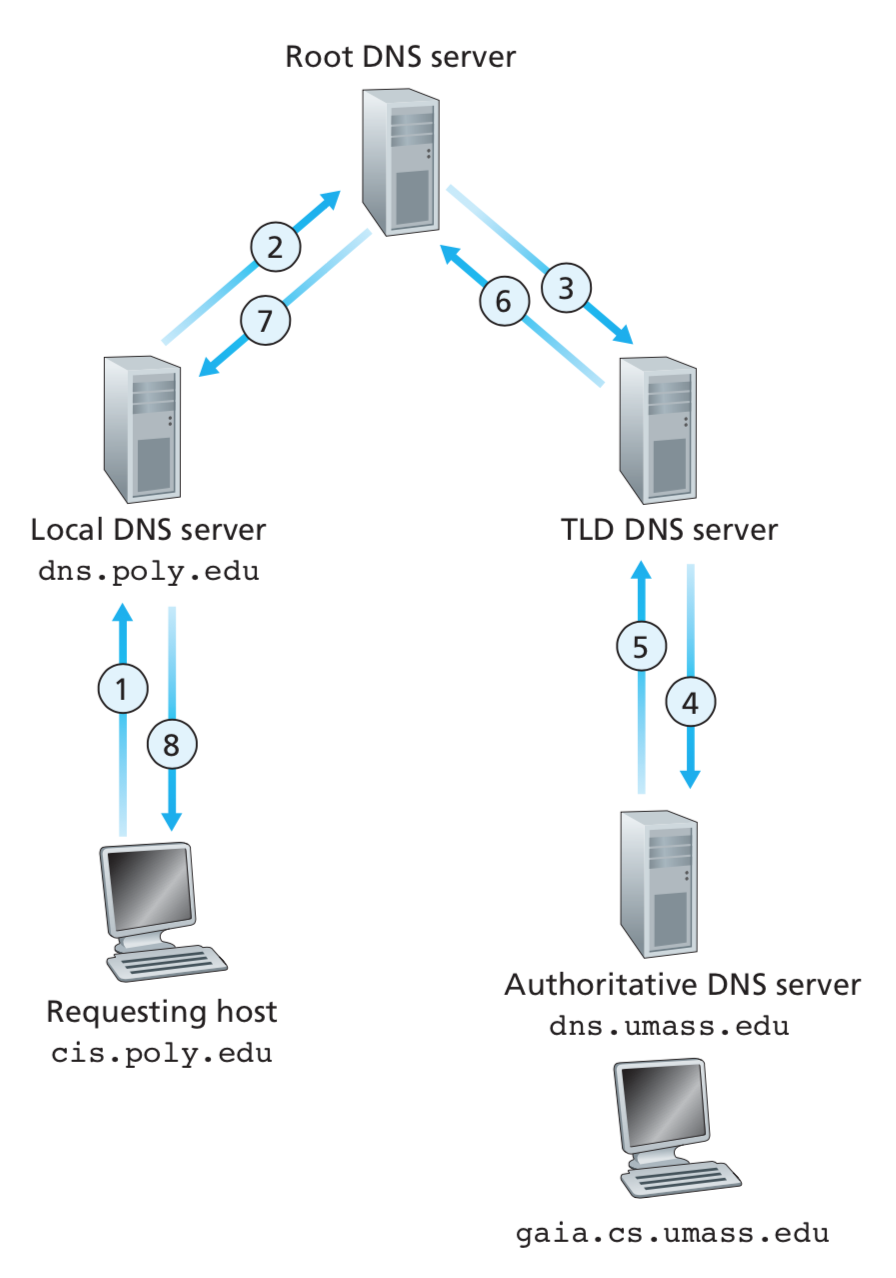 Root DNS server
2
7
6
3
Local DNS server
dns.poly.edu
TLD DNS server
1
8
5
4
Requesting host
cis.poly.edu
Authoritative DNS server
dns.umass.edu
gaia.cs.umass.edu